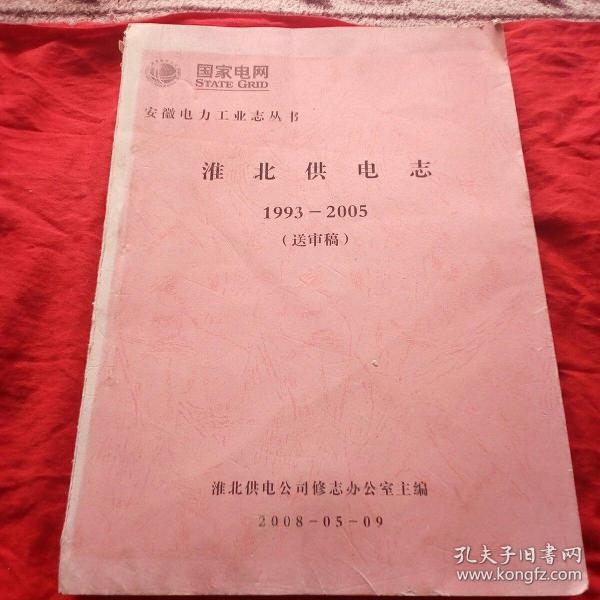 国家电网
STATE GRID
安徽电力工业志丛书
淮北供电志
1993－2005
（送审稿）
淮北供电公司修志办公室主编
2008-05-09
孔夫子旧书网
www.kongfz.com